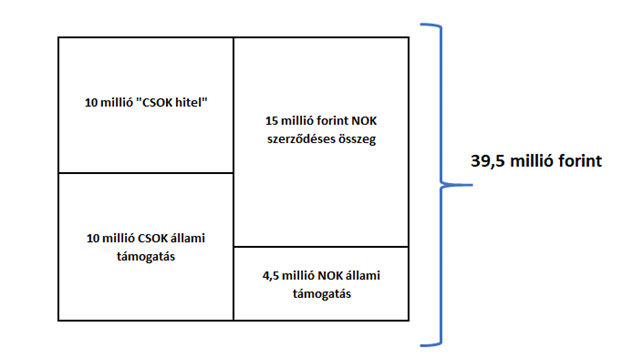 10 millió "CSOK hitel"
15 millió forint NOK
szerződéses összeg
39,5 millió forint
10 millió CSOK állami
támogatás
4,5 millió NOK állami
támogatás